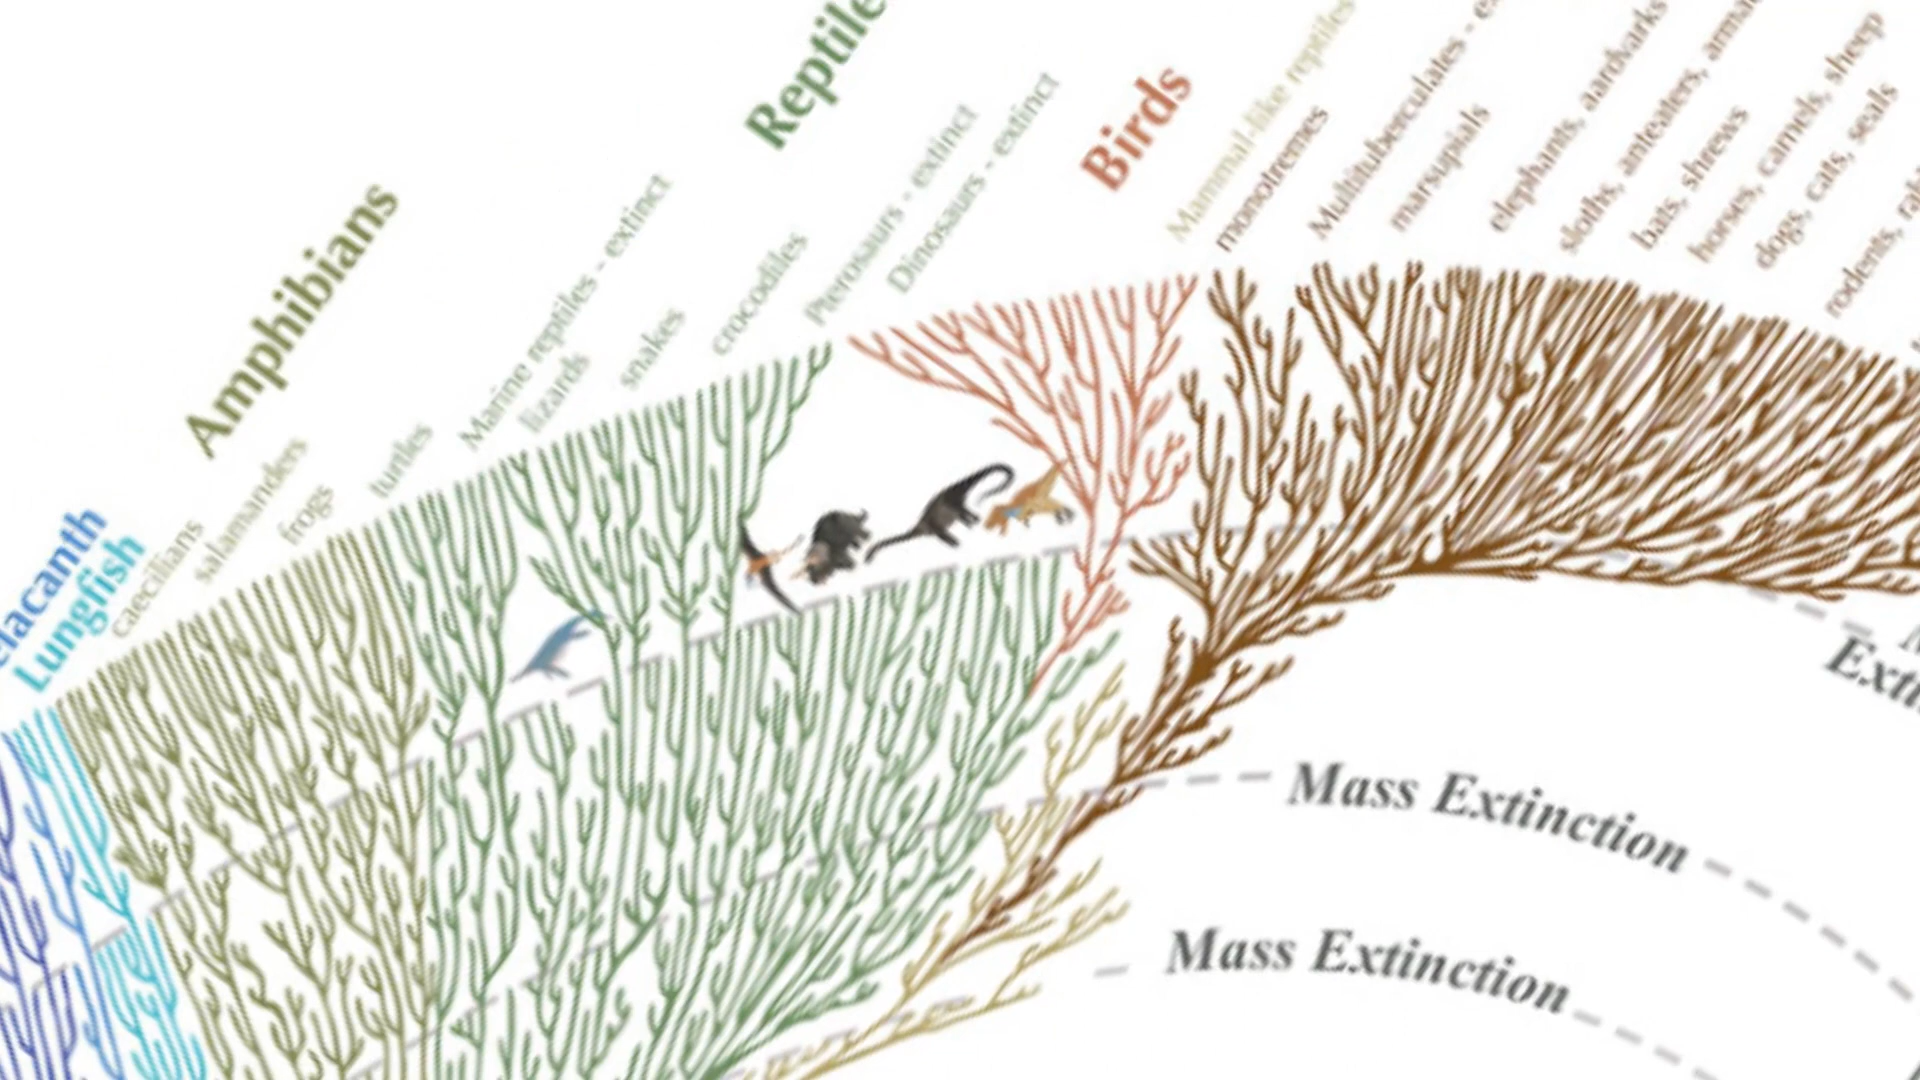 Lungfish
caecilians
salamanders
frogs
Amphibians
turtles
Marine reptiles - extinct
lizards
snakes
crocodiles
Pterosaurs - extinct
Dinosaurs - extinct
Birds
Mammal-like reptiles
monotremes
Multituberculates -
marsupials
elephants, aardvarks
sloths, anteaters,
bats, shrews
horses, camels, sheep
dogs, cats, seals
rodents,
Mass Extinction
Mass Extinction